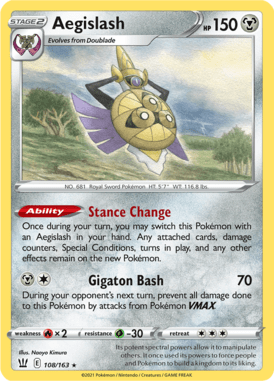 STAGE2
Aegislash
HP150
Evolves from Doublade
NO. 681 Royal Sword Pokémon HT: 5'7" WT: 116.8 lbs.
Ability Stance Change
Once during your turn, you may switch this Pokémon with
an Aegislash in your hand. Any attached cards, damage
counters, Special Conditions, turns in play, and any other
effects remain on the new Pokémon.
Gigaton Bash 70
During your opponent's next turn, prevent all damage done
to this Pokémon by attacks from Pokémon VMAX.
weakness ×2 resistance -30 retreat
Illus. Naoyo Kimura
E 108/163 ★
Its potent spectral powers allow it to manipulate
others. It once used its powers to force people
and Pokémon to build a kingdom to its liking.
©2021 Pokémon / Nintendo / Creatures / GAME FREAK